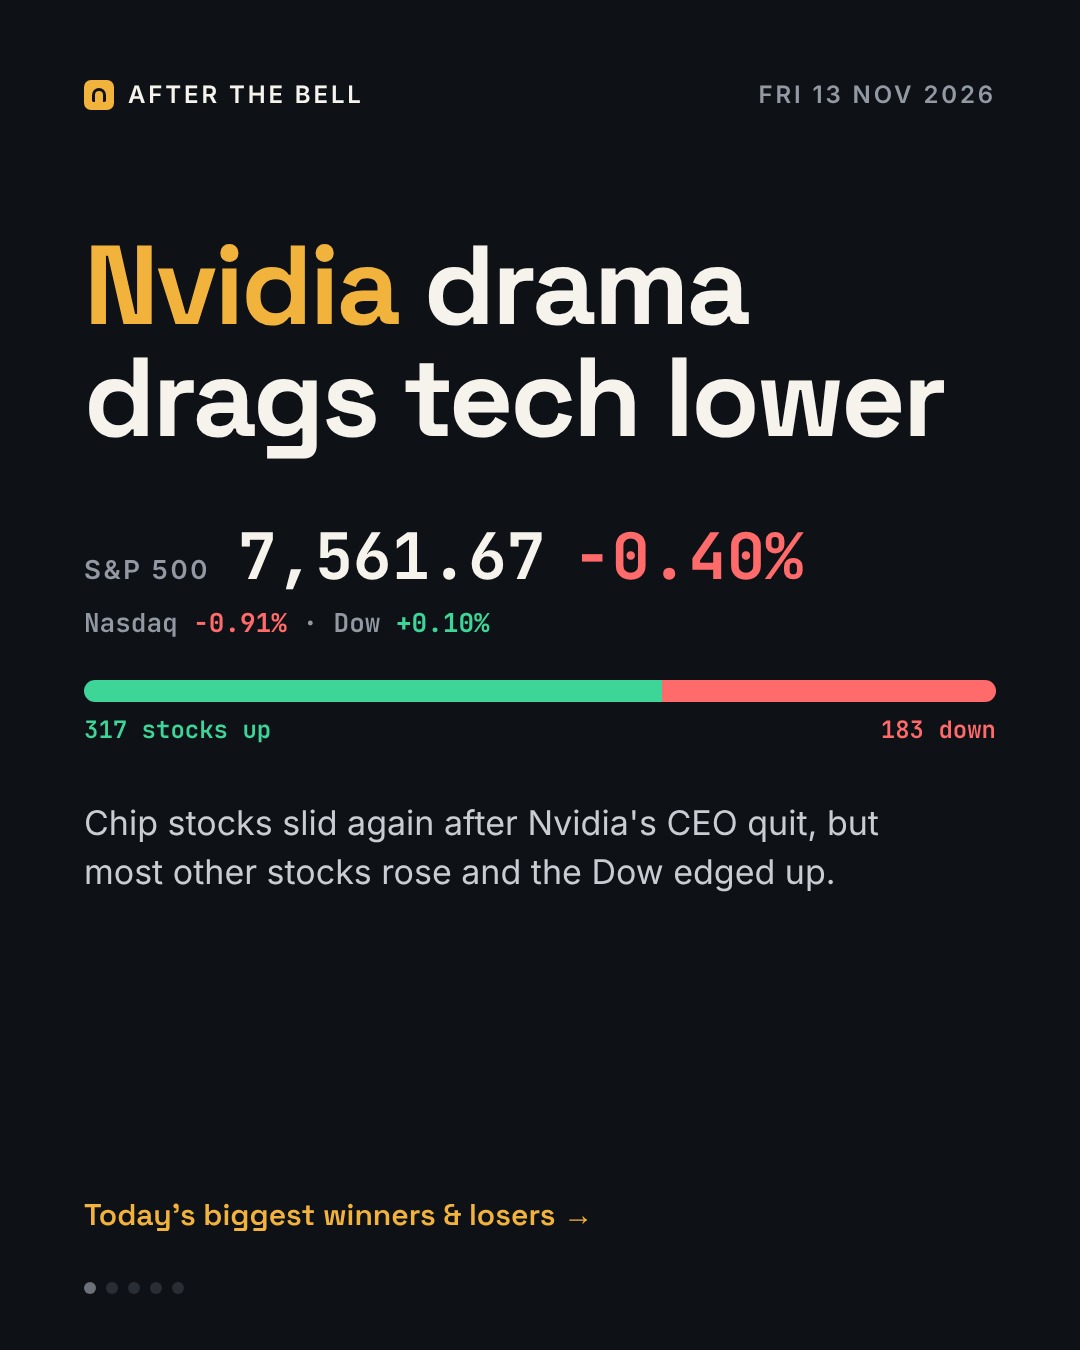 AFTER THE BELL
FRI 13 NOV 2026
Nvidia drama
drags tech lower
S&P 500 7,561.67 -0.40%
Nasdaq -0.91% · Dow +0.10%
317 stocks up
183 down
Chip stocks slid again after Nvidia's CEO quit, but
most other stocks rose and the Dow edged up.
Today’s biggest winners & losers →